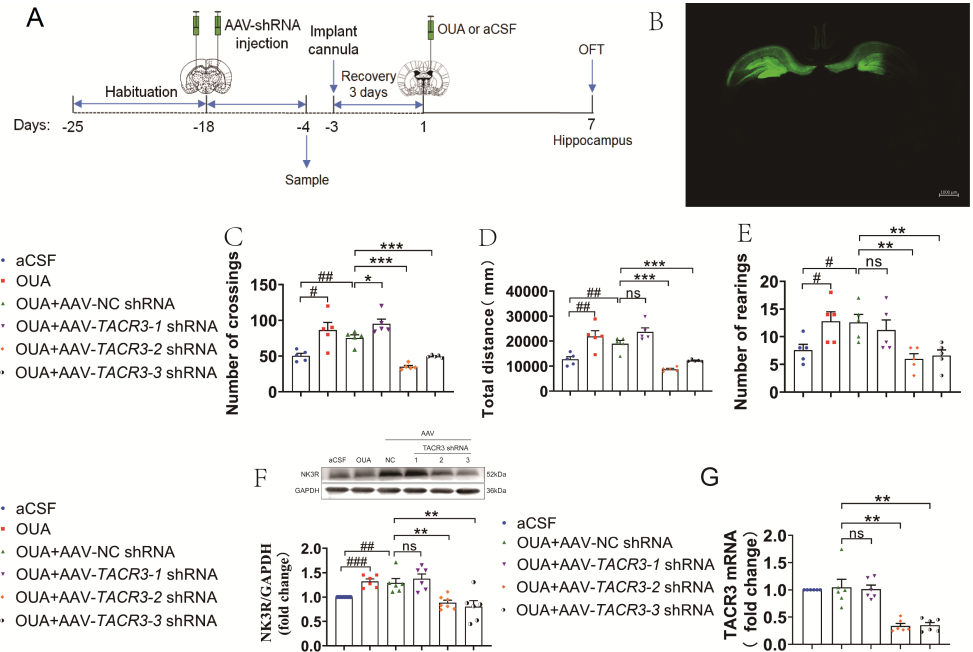 A
AAV-shRNA
injection
Implant
cannula
OUA or aCSF
OFT
Habituation
Recovery
3 days
Days:
-25
-18
-4
-3
1
7
Hippocampus
Sample
B
1000 μm
aCSF
OUA
OUA+AAV-NC shRNA
OUA+AAV-TACR3-1 shRNA
OUA+AAV-TACR3-2 shRNA
OUA+AAV-TACR3-3 shRNA
C
Number of crossings
150
100
50
0
#
##
*
***
***
D
Total distance ( mm )
40000
30000
20000
10000
0
##
##
ns
***
***
E
Number of rearings
20
15
10
5
0
#
#
ns
**
**
aCSF
OUA
OUA+AAV-NC shRNA
OUA+AAV-TACR3-1 shRNA
OUA+AAV-TACR3-2 shRNA
OUA+AAV-TACR3-3 shRNA
F
AAV
TACR3 shRNA
aCSF OUA NC 1 2 3
NK3R 52kDa
GAPDH 36kDa
NK3R/GAPDH
(fold change)
2.0
1.5
1.0
0.5
0.0
###
##
ns
**
**
aCSF
OUA+AAV-NC shRNA
OUA+AAV-TACR3-1 shRNA
OUA+AAV-TACR3-2 shRNA
OUA+AAV-TACR3-3 shRNA
G
TACR3 mRNA
( fold change )
2.0
1.5
1.0
0.5
0.0
ns
**
**